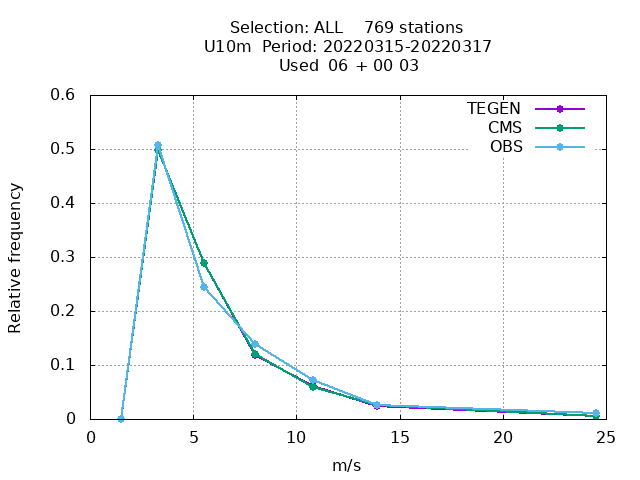 Selection: ALL    769 stations
U10m  Period: 20220315-20220317
Used  06 + 00 03
TEGEN
CMS
OBS
Relative frequency
0.6
0.5
0.4
0.3
0.2
0.1
0
0 5 10 15 20 25
m/s